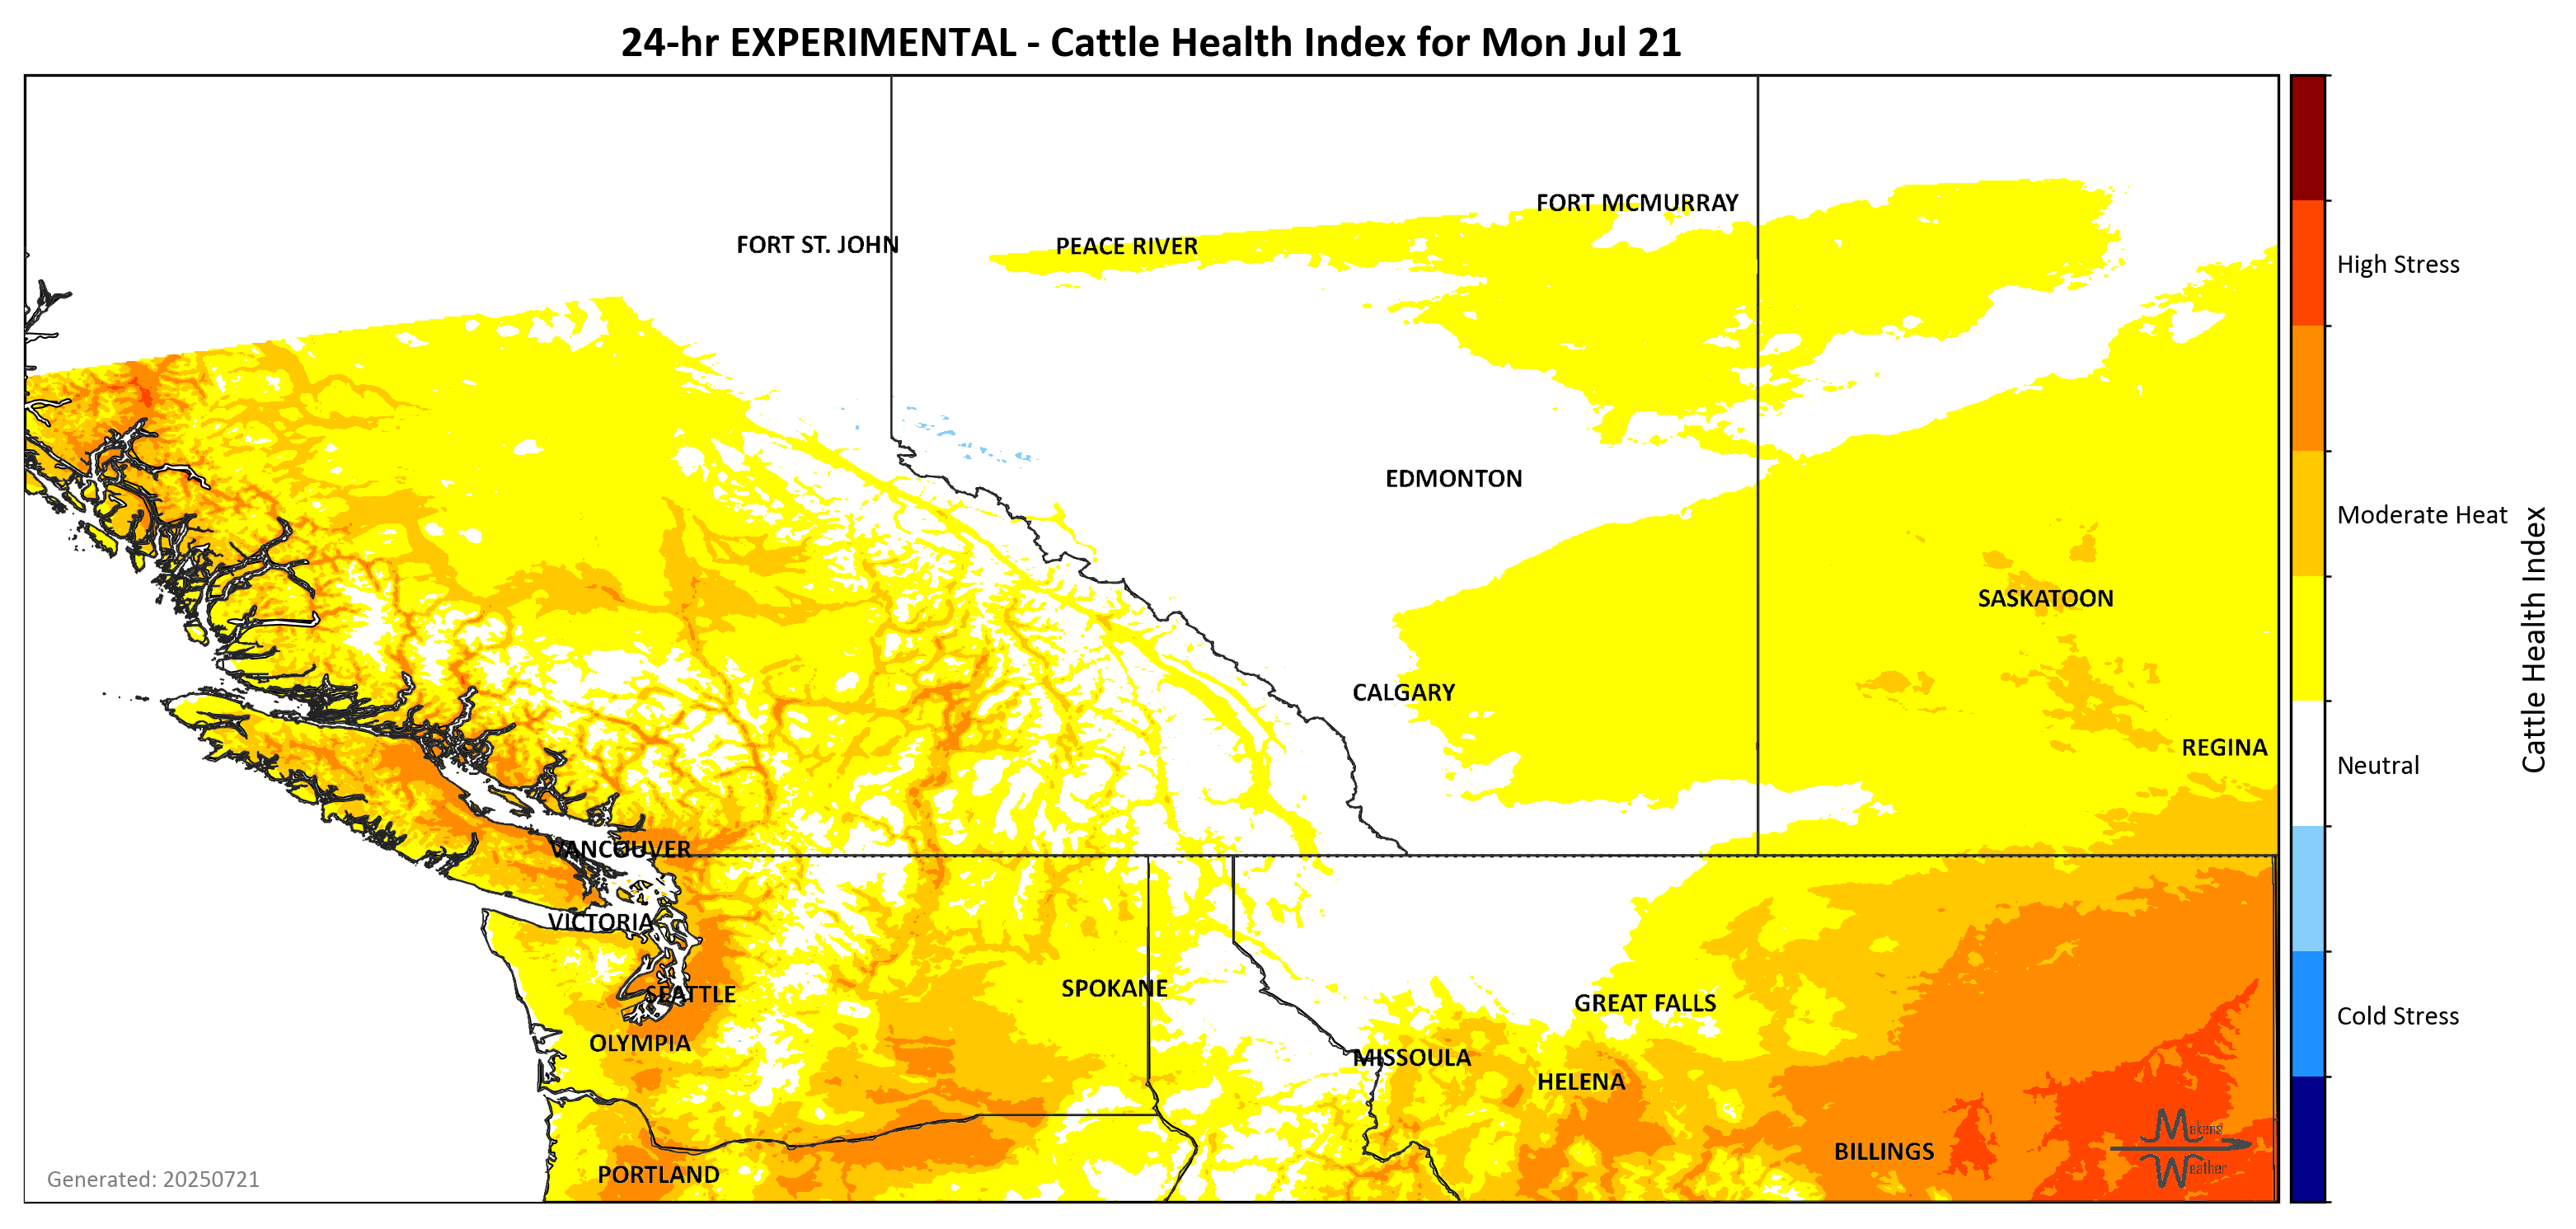 24-hr EXPERIMENTAL - Cattle Health Index for Mon Jul 21
FORT MCMURRAY
FORT ST. JOHN
PEACE RIVER
High Stress
EDMONTON
Moderate Heat
SASKATOON
Cattle Health Index
CALGARY
REGINA
Neutral
VANCOUVER
VICTORIA
SPOKANE
SEATTLE
GREAT FALLS
Cold Stress
OLYMPIA
MISSOULA
HELENA
Makens
BILLINGS
Weather
PORTLAND
Generated: 20250721